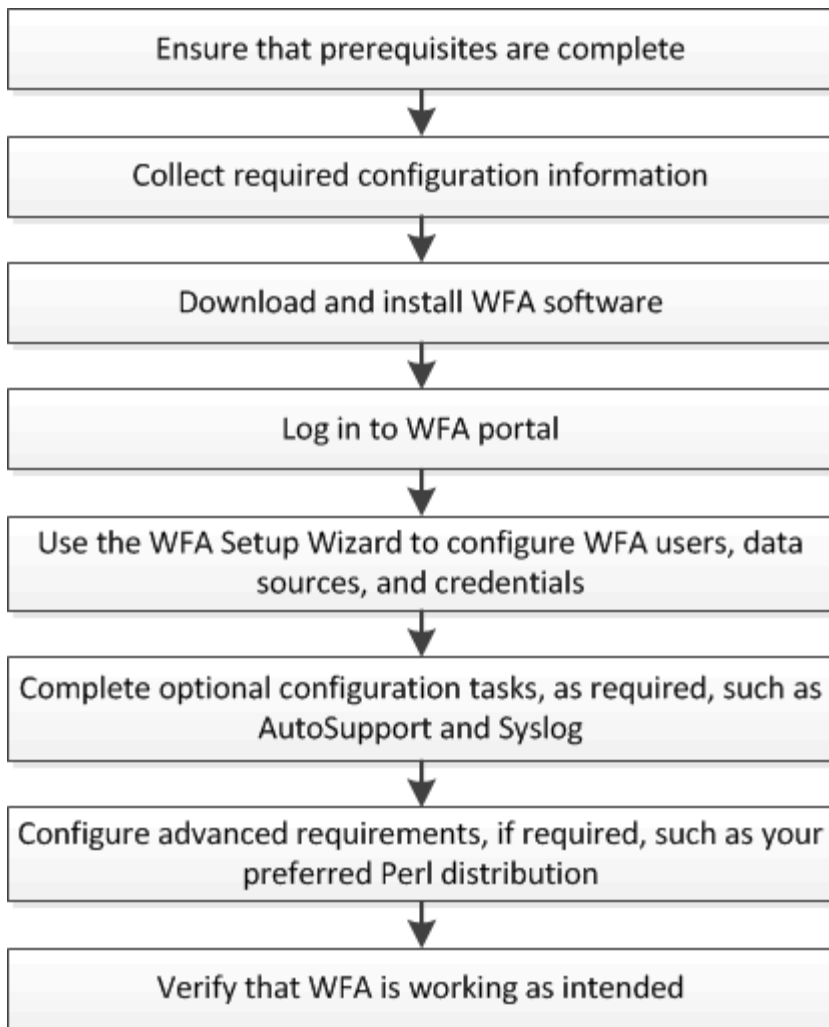 Ensure that prerequisites are complete
Collect required configuration information
Download and install WFA software
Log in to WFA portal
Use the WFA Setup Wizard to configure WFA users, data
sources, and credentials
Complete optional configuration tasks, as required, such as
AutoSupport and Syslog
Configure advanced requirements, if required, such as your
preferred Perl distribution
Verify that WFA is working as intended